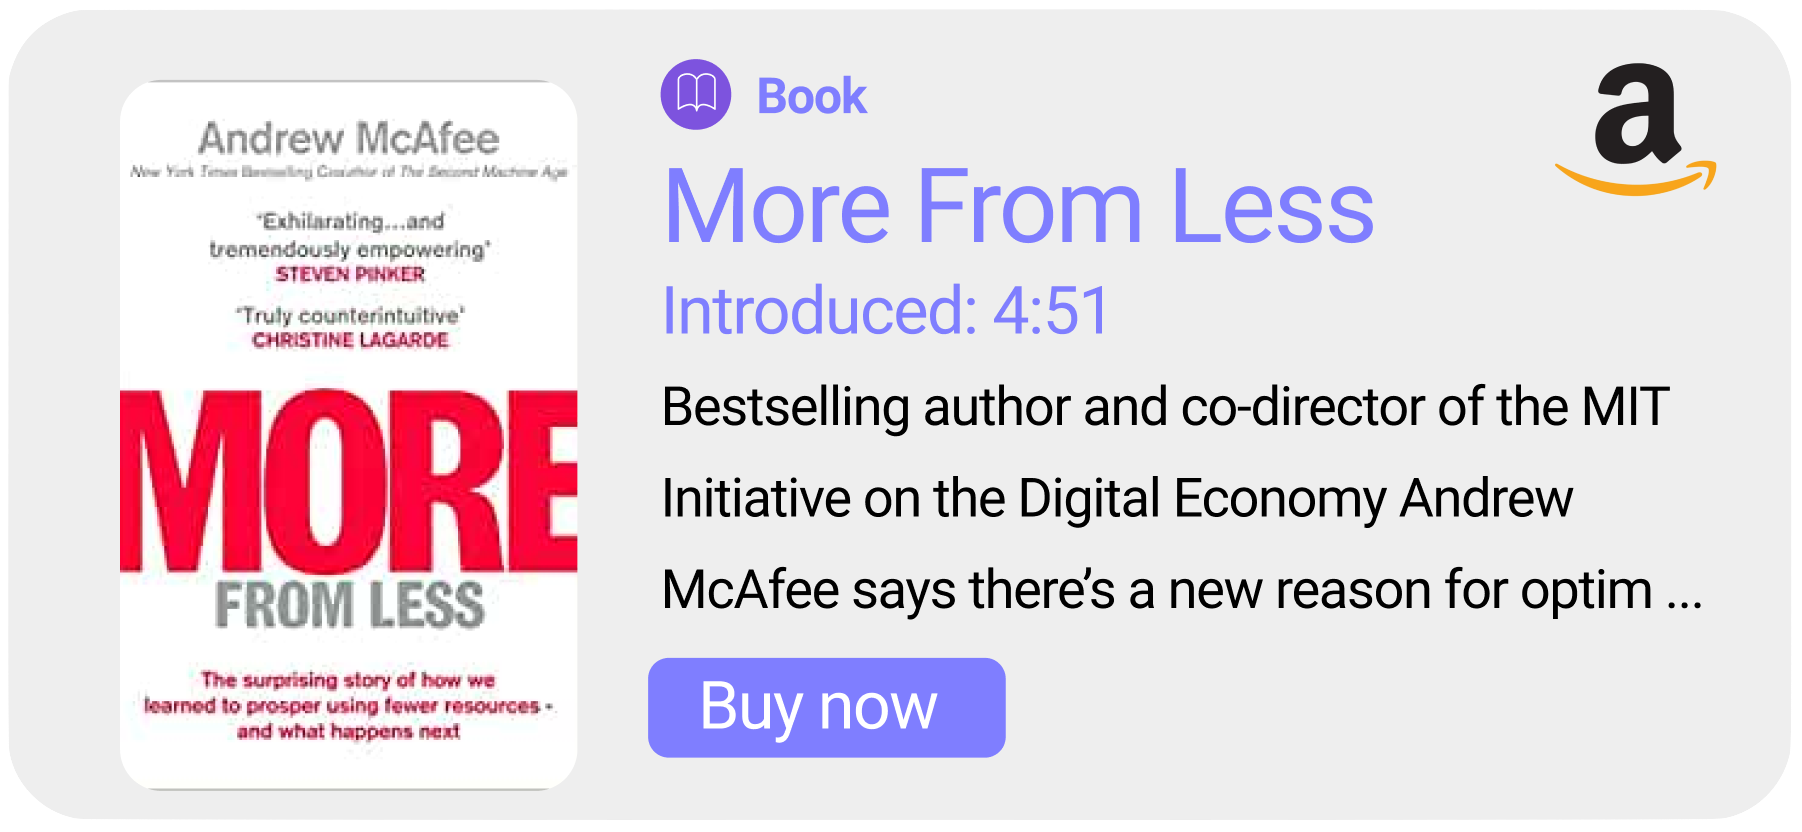 Andrew McAfee
New York Times Bestselling Coauthor of The Second Machine Age
'Exhilarating...and
tremendously empowering'
STEVEN PINKER
'Truly counterintuitive'
CHRISTINE LAGARDE
MORE
FROM LESS
The surprising story of how we
learned to prosper using fewer resources -
and what happens next
Book
a
More From Less
Introduced: 4:51
Bestselling author and co-director of the MIT
Initiative on the Digital Economy Andrew
McAfee says there’s a new reason for optim ...
Buy now